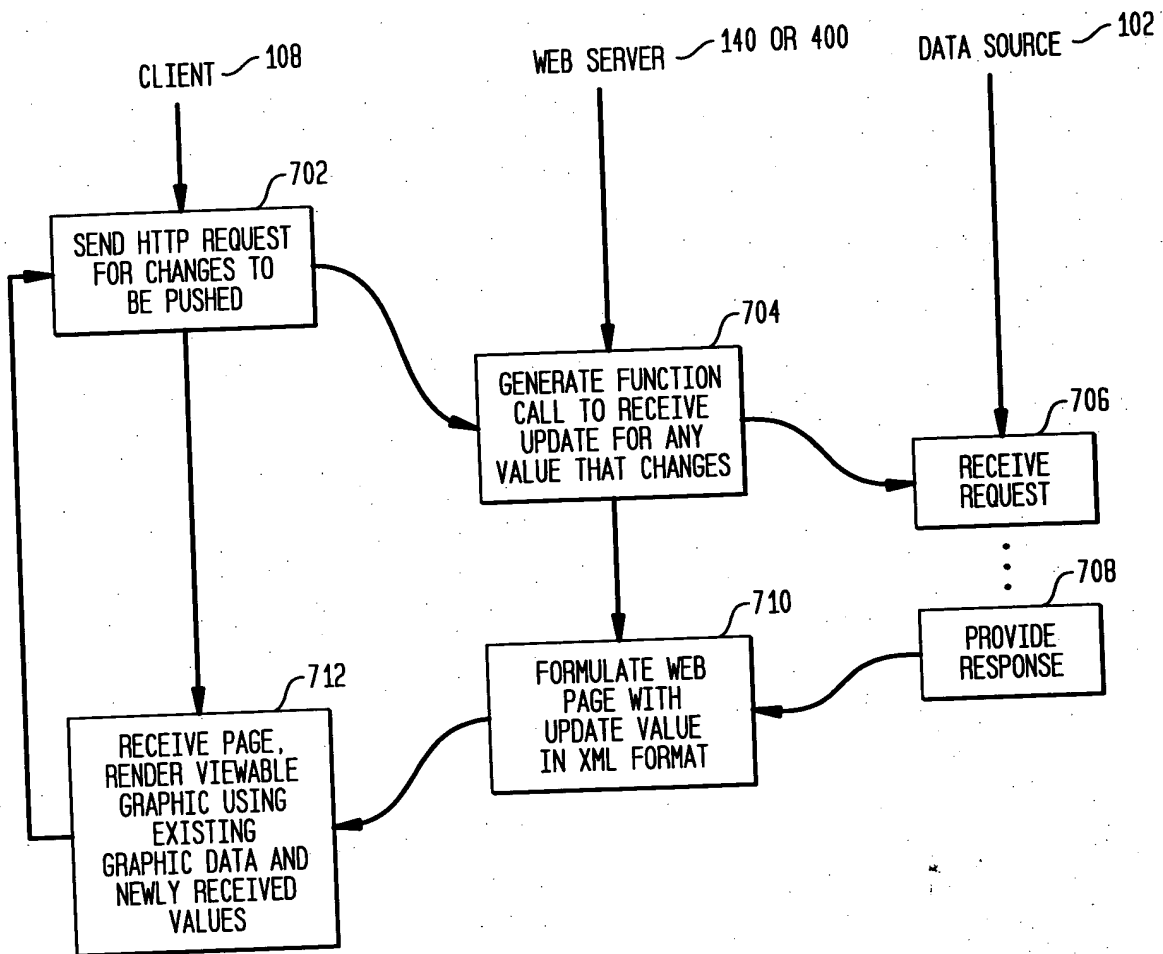 CLIENT 108
WEB SERVER 140 OR 400
DATA SOURCE 102
702
SEND HTTP REQUEST
FOR CHANGES TO
BE PUSHED
704
GENERATE FUNCTION
CALL TO RECEIVE
UPDATE FOR ANY
VALUE THAT CHANGES
706
RECEIVE
REQUEST
708
PROVIDE
RESPONSE
710
FORMULATE WEB
PAGE WITH
UPDATE VALUE
IN XML FORMAT
712
RECEIVE PAGE,
RENDER VIEWABLE
GRAPHIC USING
EXISTING
GRAPHIC DATA AND
NEWLY RECEIVED
VALUES